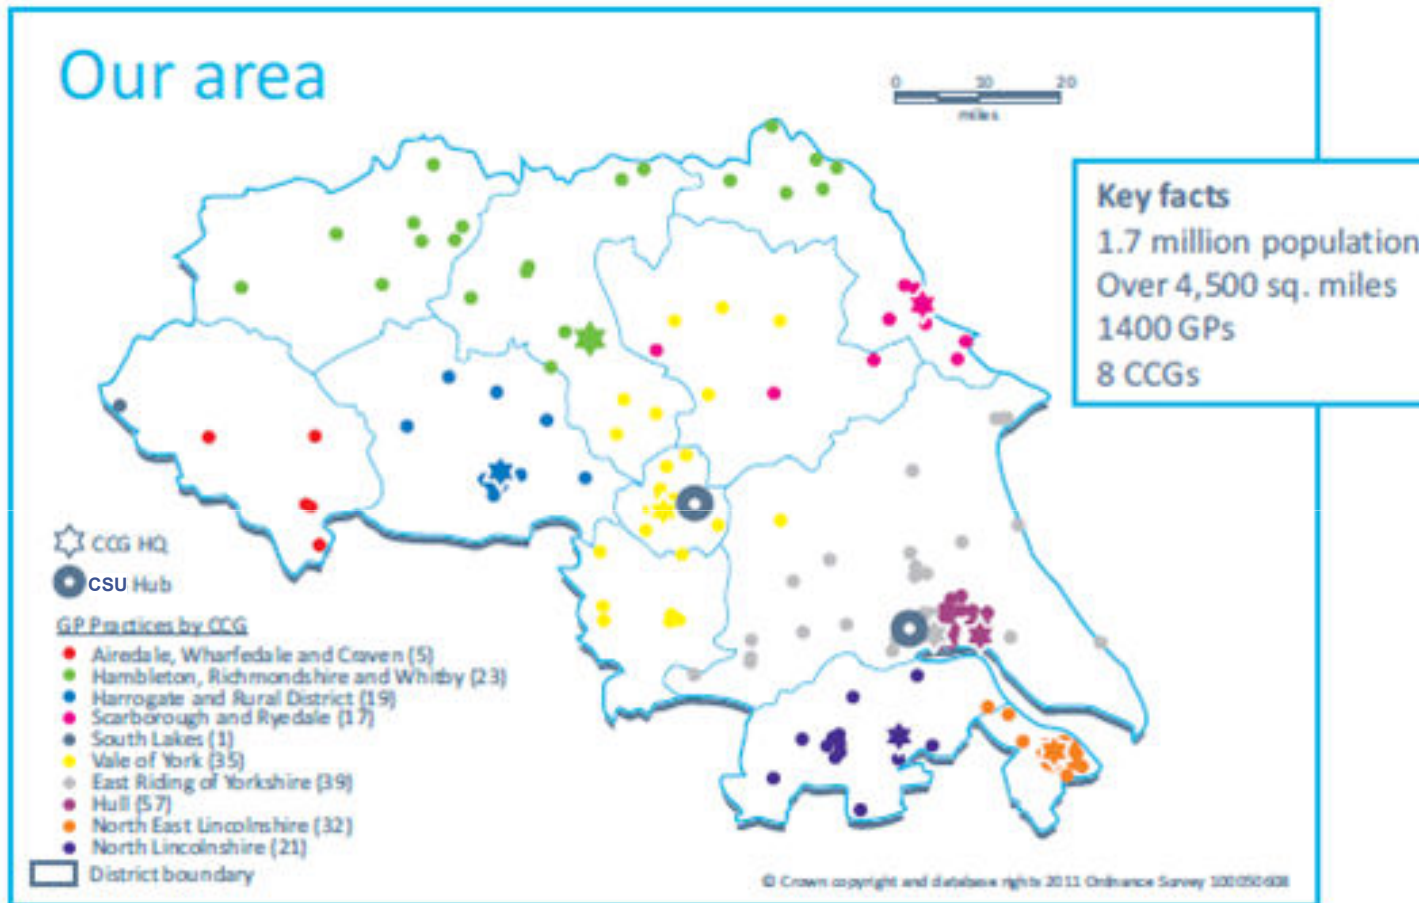 Our area
0 10 20
miles
Key facts
1.7 million population
Over 4,500 sq. miles
1400 GPs
8 CCGs
CCG HQ
CSU Hub
GP Practices by CCG
Airedale, Wharfedale and Craven (5)
Hambleton, Richmondshire and Whitby (23)
Harrogate and Rural District (19)
Scarborough and Ryedale (17)
South Lakes (1)
Vale of York (35)
East Riding of Yorkshire (39)
Hull (57)
North East Lincolnshire (32)
North Lincolnshire (21)
District boundary
© Crown copyright and database rights 2011 Ordnance Survey 100050608